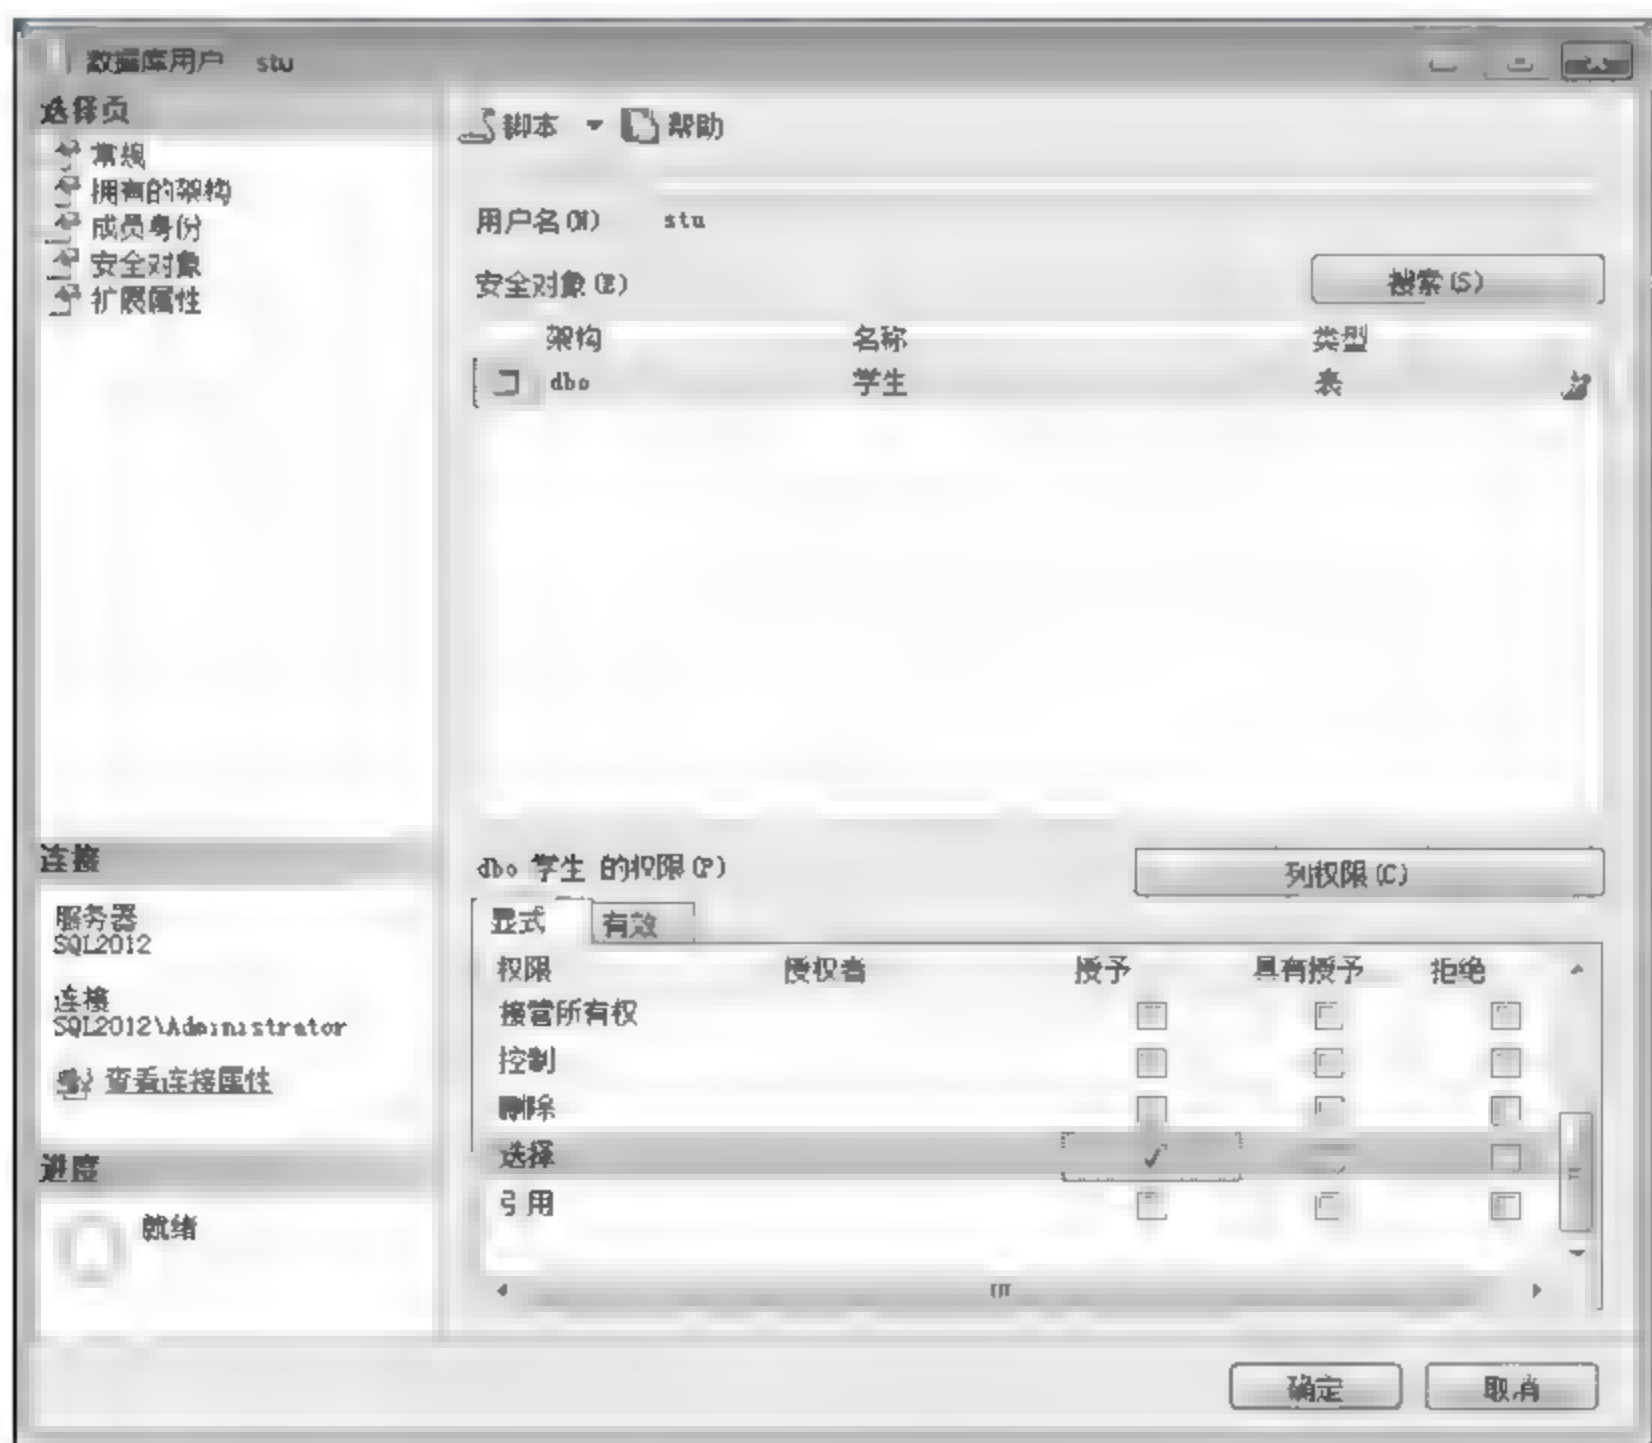 数据库用户 stu
选择页
常规
拥有的架构
成员身份
安全对象
扩展属性
脚本 帮助
用户名(N) stu
安全对象(E)
搜索(S)
架构 名称 类型
dbo 学生 表
连接
服务器
SQL2012
连接
SQL2012\Administrator
查看连接属性
进度
就绪
dbo 学生 的权限(P)
列权限(C)
显式 有效
权限 授权者 授予 具有授予 拒绝
接管所有权
控制
删除
选择
引用
确定 取消